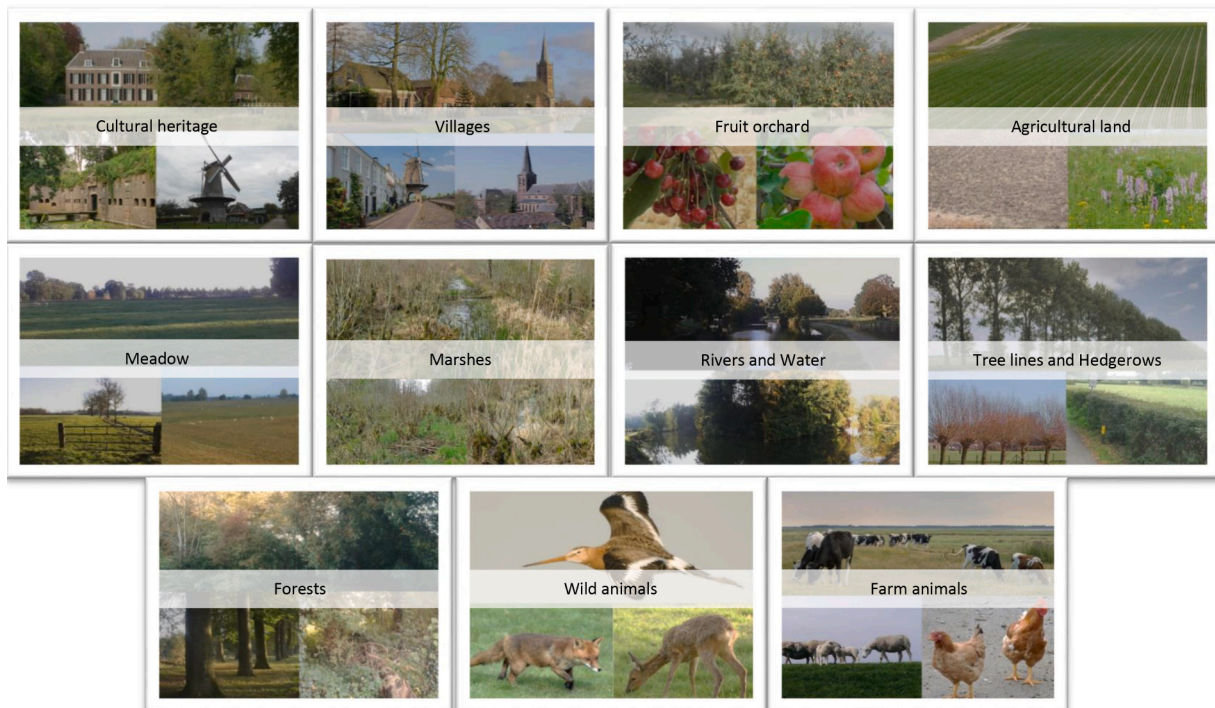 Cultural heritage
Villages
Fruit orchard
Agricultural land
Meadow
Marshes
Rivers and Water
Tree lines and Hedgerows
Forests
Wild animals
Farm animals